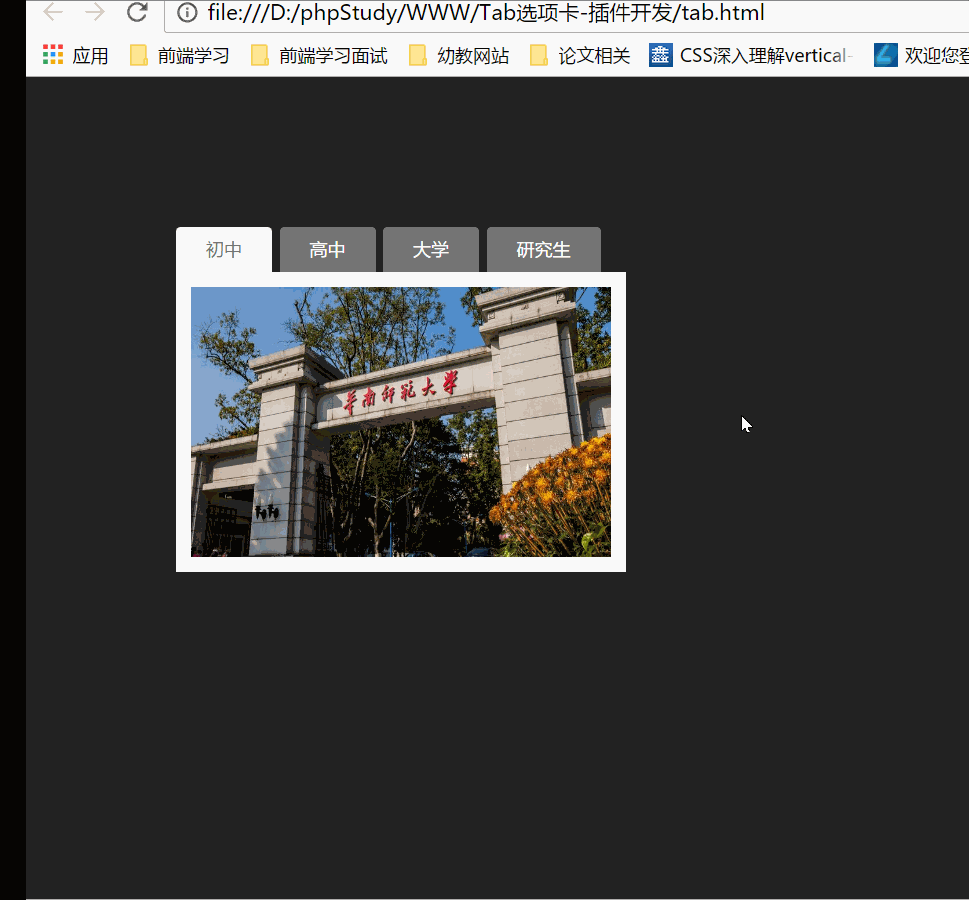 file:///D:/phpStudy/WWW/Tab选项卡-插件开发/tab.html
应用 前端学习 前端学习面试 幼教网站 论文相关 鑫 CSS深入理解vertical- 欢迎您登
初中 高中 大学 研究生
华南师范大学